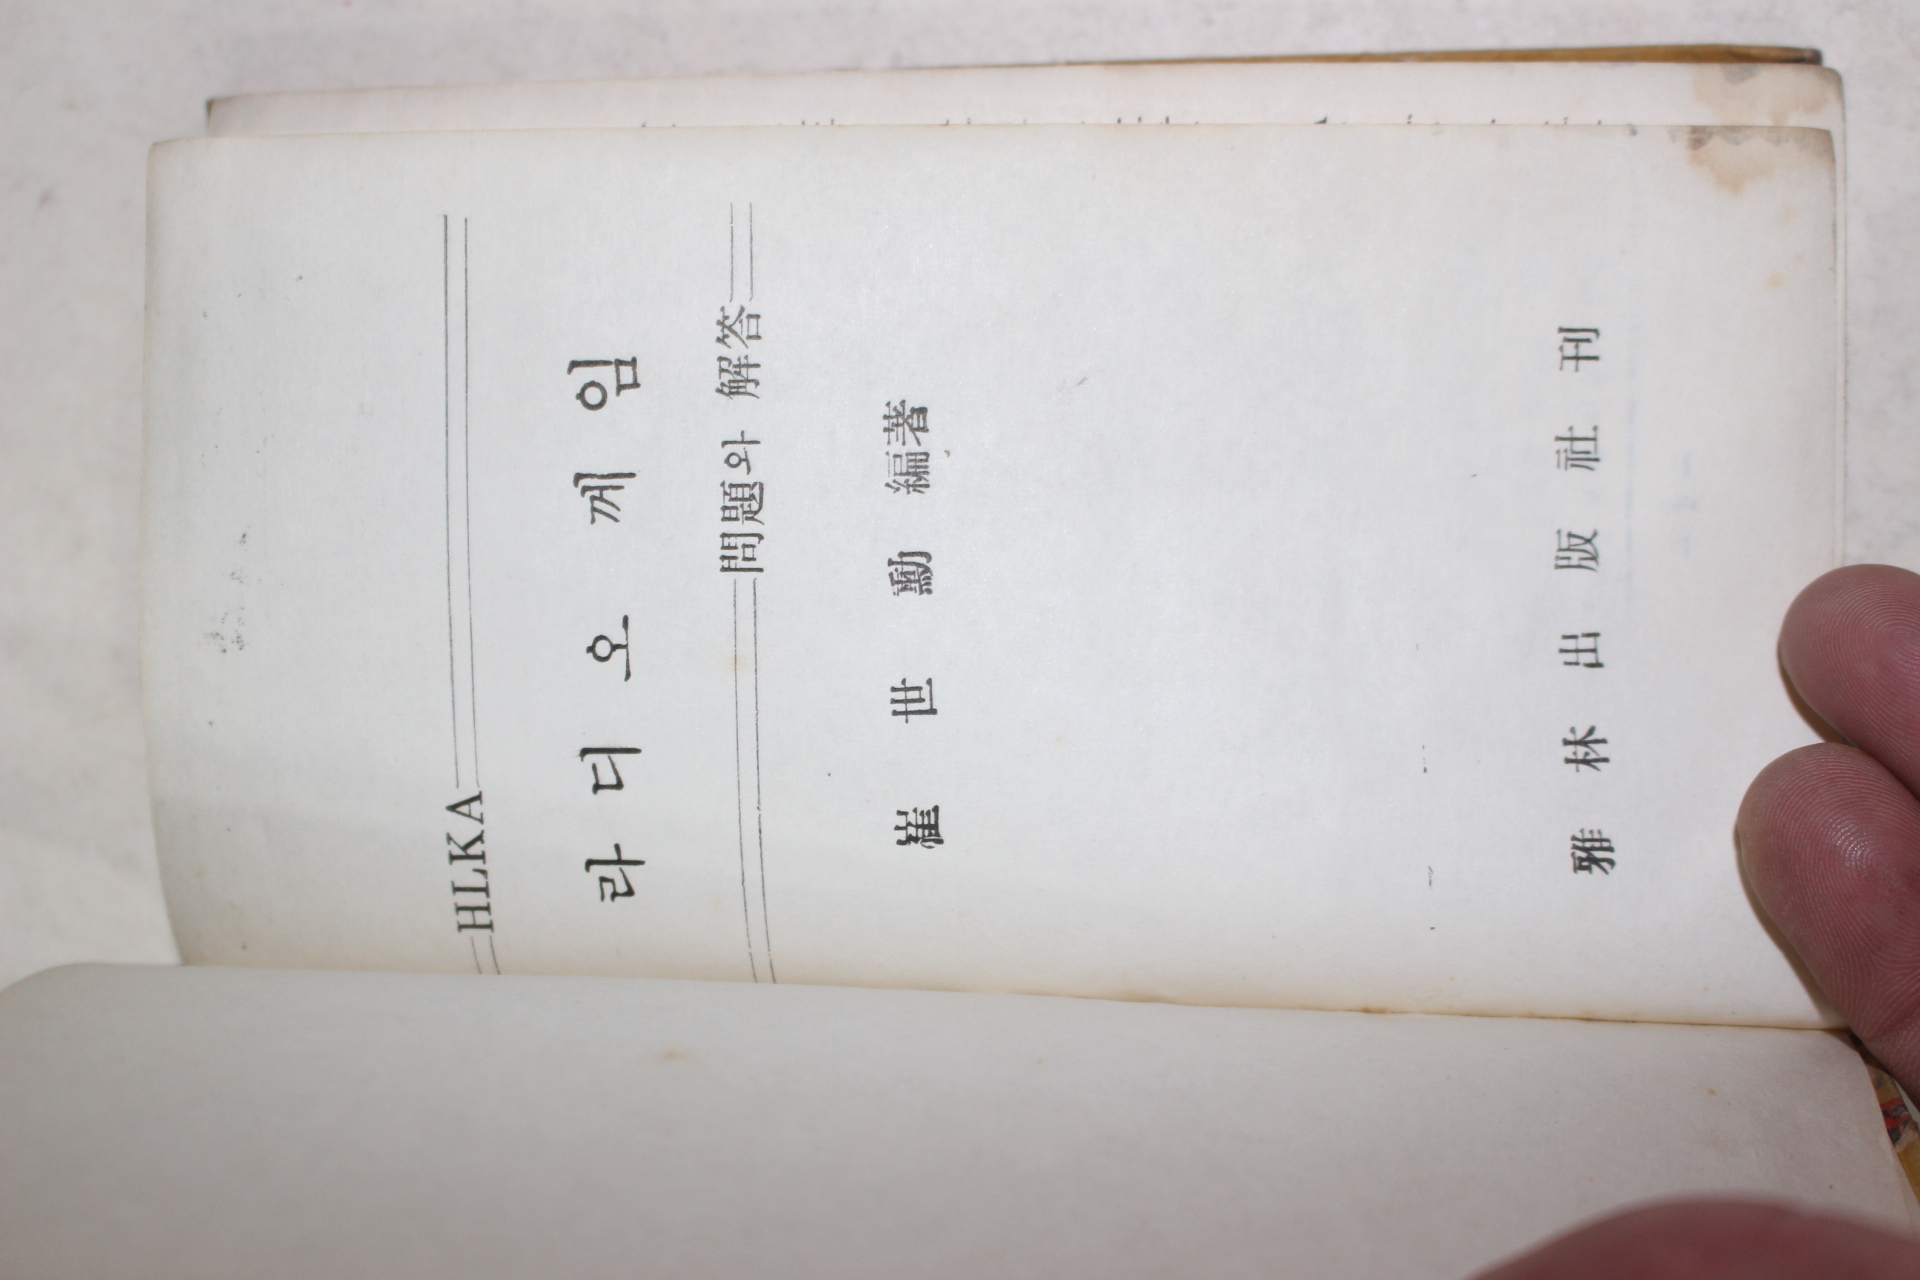 HLKA
라디오 께임
問題와 解答
崔世勳 編著
雅林出版社刊